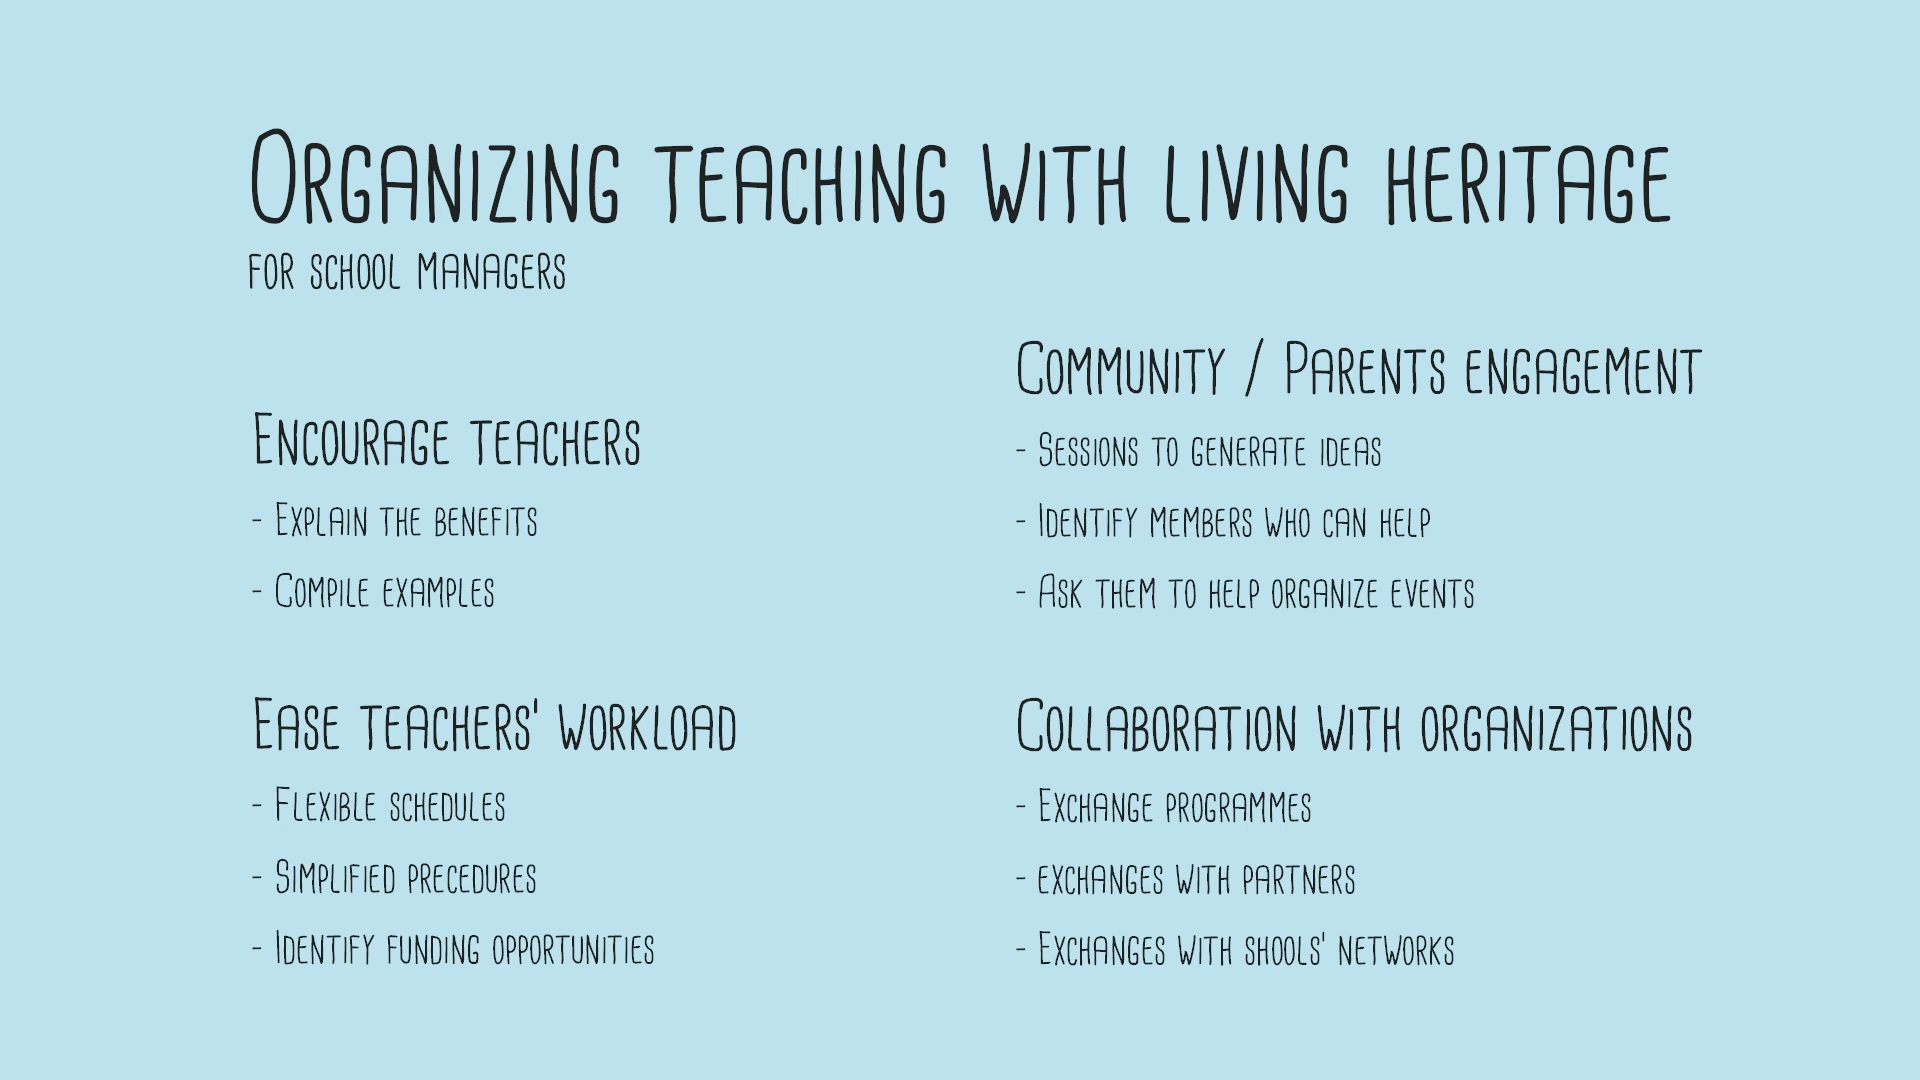 Organizing teaching with living heritage
for school managers
Encourage teachers
- Explain the benefits
- Compile examples
Ease teachers' workload
- Flexible schedules
- Simplified precedures
- Identify funding opportunities
Community / Parents engagement
- Sessions to generate ideas
- Identify members who can help
- Ask them to help organize events
Collaboration with organizations
- Exchange programmes
- exchanges with partners
- Exchanges with shools' networks